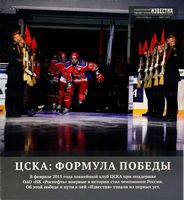 ИЗВЕСТИЯ
ЦСКА: ФОРМУЛА ПОБЕДЫ
В феврале 2015 года хоккейный клуб ЦСКА при поддержке
ОАО «НК «Роснефть» впервые в истории стал чемпионом России.
Об этой победе и пути к ней «Известия» узнали из первых уст.